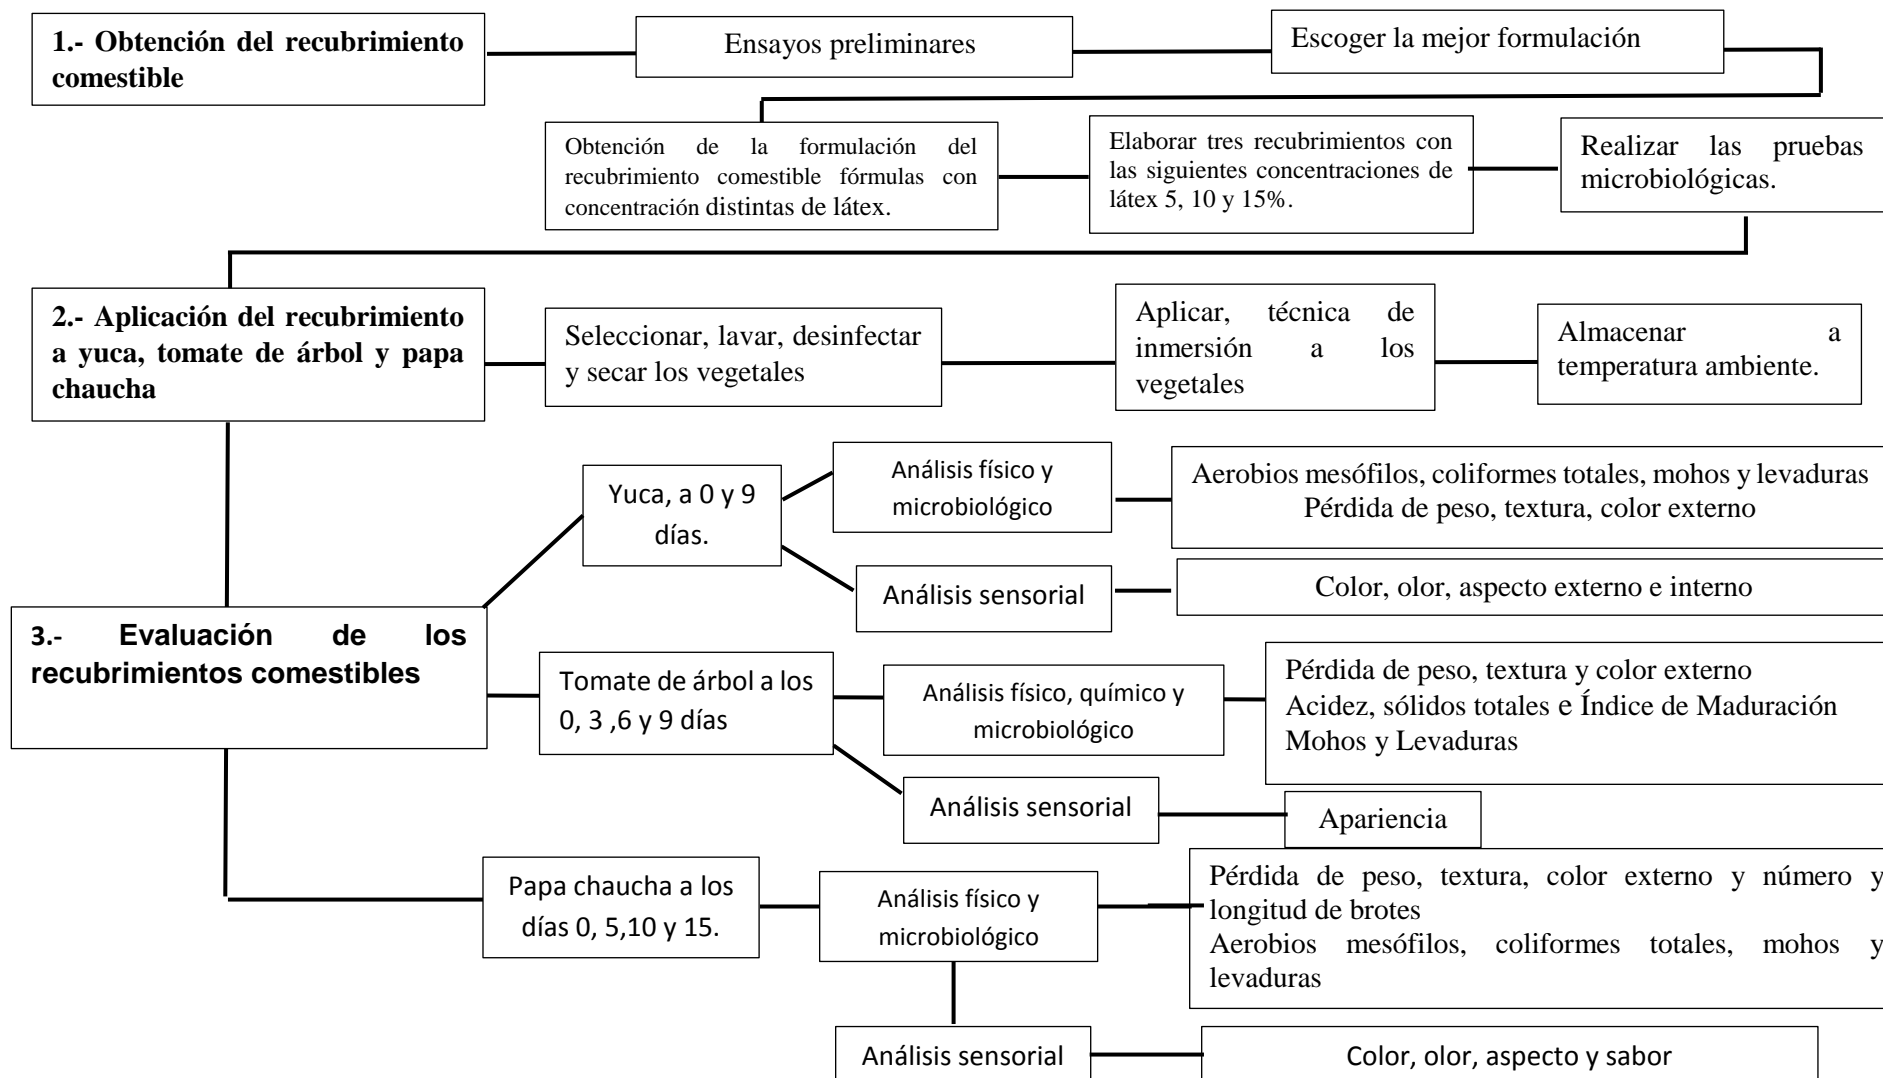 1.- Obtención del recubrimiento
comestible
Ensayos preliminares
Escoger la mejor formulación
Obtención de la formulación del
recubrimiento comestible fórmulas con
concentración distintas de látex.
Elaborar tres recubrimientos con
las siguientes concentraciones de
látex 5, 10 y 15%.
Realizar las pruebas
microbiológicas.
2.- Aplicación del recubrimiento
a yuca, tomate de árbol y papa
chaucha
Seleccionar, lavar, desinfectar
y secar los vegetales
Aplicar, técnica de
inmersión a los
vegetales
Almacenar a
temperatura ambiente.
3.- Evaluación de los
recubrimientos comestibles
Yuca, a 0 y 9
días.
Análisis físico y
microbiológico
Aerobios mesófilos, coliformes totales, mohos y levaduras
Pérdida de peso, textura, color externo
Análisis sensorial
Color, olor, aspecto externo e interno
Tomate de árbol a los
0, 3 ,6 y 9 días
Análisis físico, químico y
microbiológico
Pérdida de peso, textura y color externo
Acidez, sólidos totales e Índice de Maduración
Mohos y Levaduras
Análisis sensorial
Apariencia
Papa chaucha a los
días 0, 5,10 y 15.
Análisis físico y
microbiológico
Pérdida de peso, textura, color externo y número y
longitud de brotes
Aerobios mesófilos, coliformes totales, mohos y
levaduras
Análisis sensorial
Color, olor, aspecto y sabor